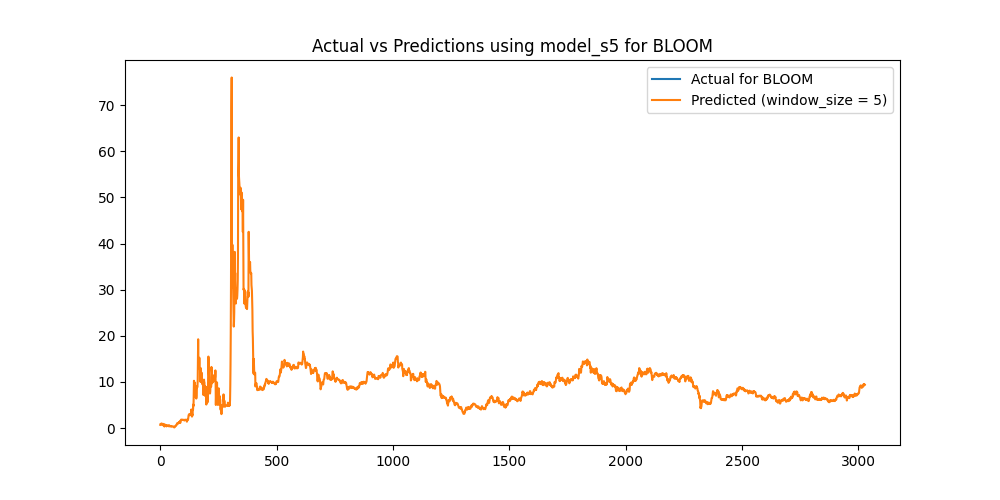 Actual vs Predictions using model_s5 for BLOOM
Actual for BLOOM
Predicted (window_size = 5)
70
60
50
40
30
20
10
0
0 500 1000 1500 2000 2500 3000